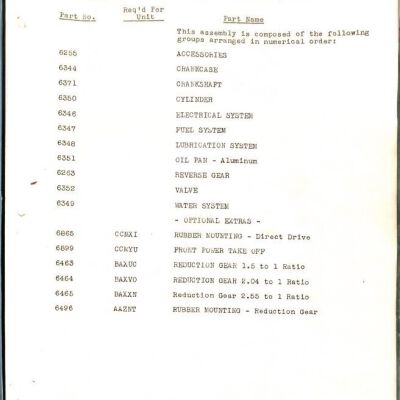 Part No. Req'd For Unit Part Name
This assembly is composed of the following
groups arranged in numerical order:
6255 ACCESSORIES
6344 CRANKCASE
6371 CRANKSHAFT
6350 CYLINDER
6346 ELECTRICAL SYSTEM
6347 FUEL SYSTEM
6348 LUBRICATION SYSTEM
6351 OIL PAN - Aluminum
6263 REVERSE GEAR
6352 VALVE
6349 WATER SYSTEM
- OPTIONAL EXTRAS -
6865 CCNXI RUBBER MOUNTING - Direct Drive
6899 CCNYU FRONT POWER TAKE OFF
6463 BAXUC REDUCTION GEAR 1.5 to 1 Ratio
6464 BAXVO REDUCTION GEAR 2.04 to 1 Ratio
6465 BAXXN Reduction Gear 2.55 to 1 Ratio
6496 AAZNT RUBBER MOUNTING - Reduction Gear